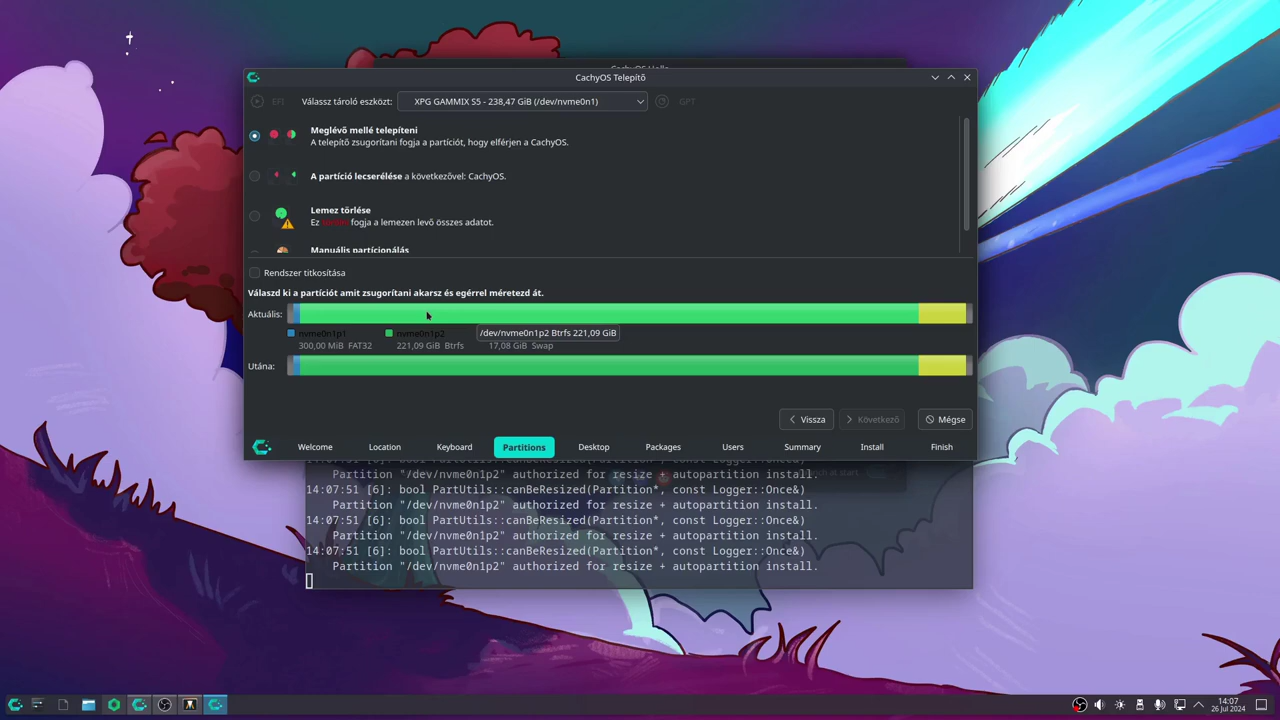 CachyOS Hello
CachyOS Telepítő
EFI
Válassz tároló eszközt:
XPG GAMMIX S5 - 238,47 GiB (/dev/nvme0n1)
GPT
Meglévő mellé telepíteni
A telepítő zsugorítani fogja a partíciót, hogy elférjen a CachyOS.
A partíció lecserélése a következővel: CachyOS.
Lemez törlése
Ez törölni fogja a lemezen levő összes adatot.
Manuális partícionálás
Rendszer titkosítása
Válaszd ki a partíciót amit zsugorítani akarsz és egérrel méretezd át.
Aktuális:
nvme0n1p1
nvme0n1p2
/dev/nvme0n1p2 Btrfs 221,09 GiB
300,00 MiB FAT32
221,09 GiB Btrfs
17,08 GiB Swap
Utána:
Vissza
Következő
Mégse
Welcome
Location
Keyboard
Partitions
Desktop
Packages
Users
Summary
Install
Finish
Partition "/dev/nvme0n1p2" authorized for resize + autopartition install.
14:07:51 [6]: bool PartUtils::canBeResized(Partition*, const Logger::Once&)
Partition "/dev/nvme0n1p2" authorized for resize + autopartition install.
14:07:51 [6]: bool PartUtils::canBeResized(Partition*, const Logger::Once&)
Partition "/dev/nvme0n1p2" authorized for resize + autopartition install.
14:07:51 [6]: bool PartUtils::canBeResized(Partition*, const Logger::Once&)
Partition "/dev/nvme0n1p2" authorized for resize + autopartition install.
14:07
26 Jul 2024